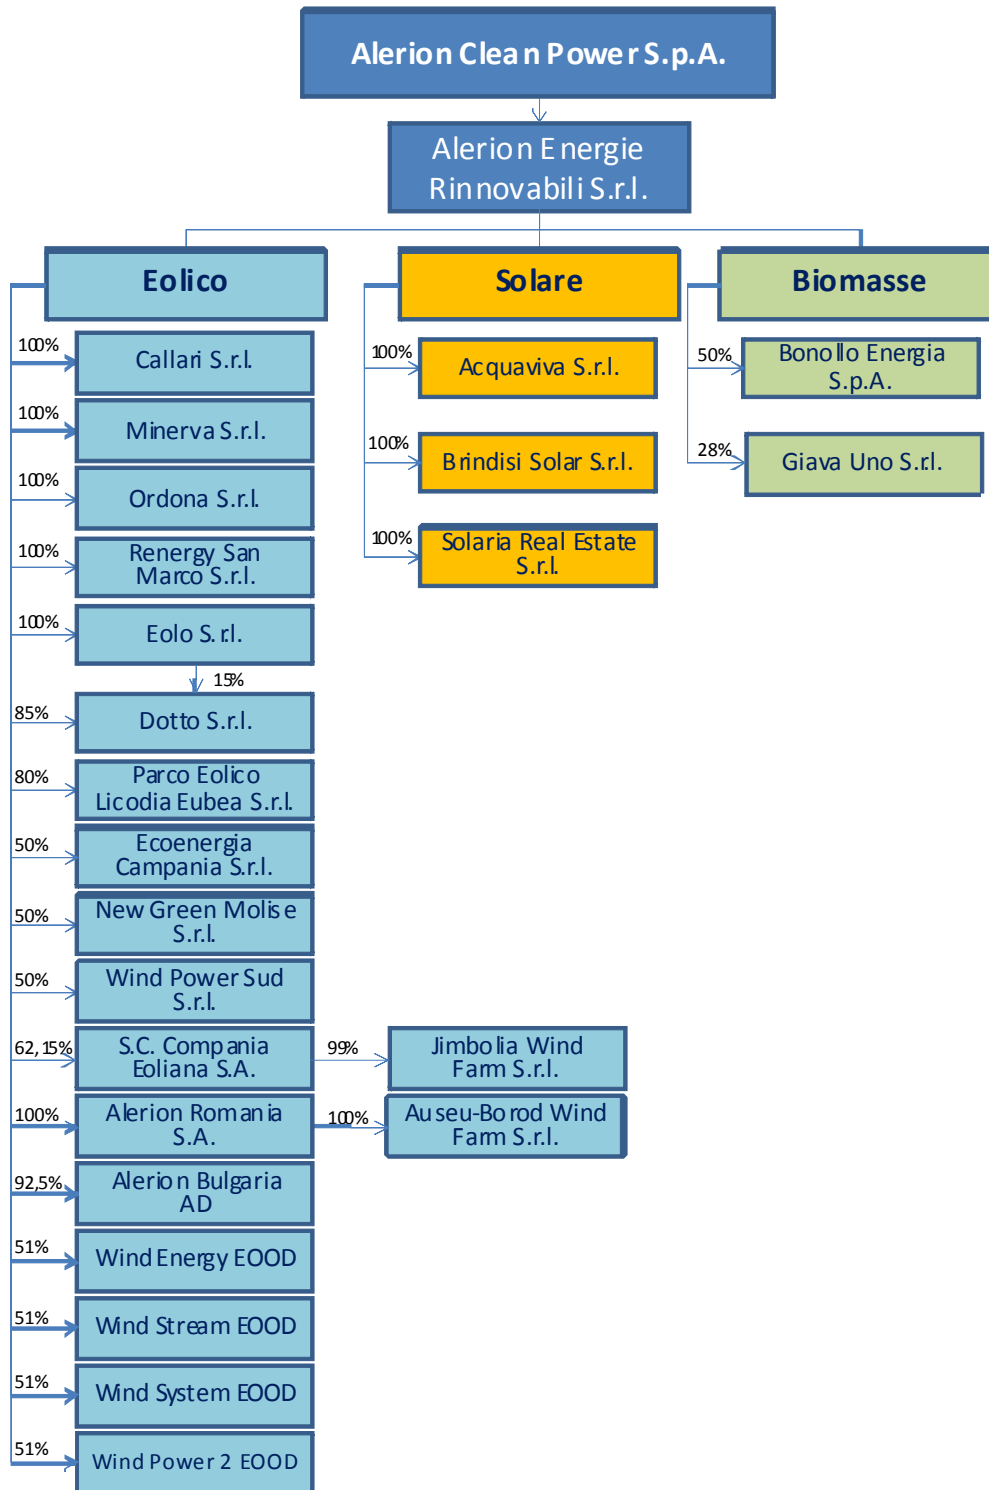 Alerion Clean Power S.p.A.
Alerion Energie
Rinnovabili S.r.l.
Eolico
100%
Callari S.r.l.
100%
Minerva S.r.l.
100%
Ordona S.r.l.
100%
Renergy San
Marco S.r.l.
100%
Eolo S.r.l.
15%
85%
Dotto S.r.l.
80%
Parco Eolico
Licodia Eubea S.r.l.
50%
Ecoenergia
Campania S.r.l.
50%
New Green Molise
S.r.l.
50%
Wind Power Sud
S.r.l.
62,15%
S.C. Compania
Eoliana S.A.
99%
Jimbolia Wind
Farm S.r.l.
100%
Alerion Romania
S.A.
100%
Auseu-Borod Wind
Farm S.r.l.
92,5%
Alerion Bulgaria
AD
51%
Wind Energy EOOD
51%
Wind Stream EOOD
51%
Wind System EOOD
51%
Wind Power 2 EOOD
Solare
100%
Acquaviva S.r.l.
100%
Brindisi Solar S.r.l.
100%
Solaria Real Estate
S.r.l.
Biomasse
50%
Bonollo Energia
S.p.A.
28%
Giava Uno S.r.l.